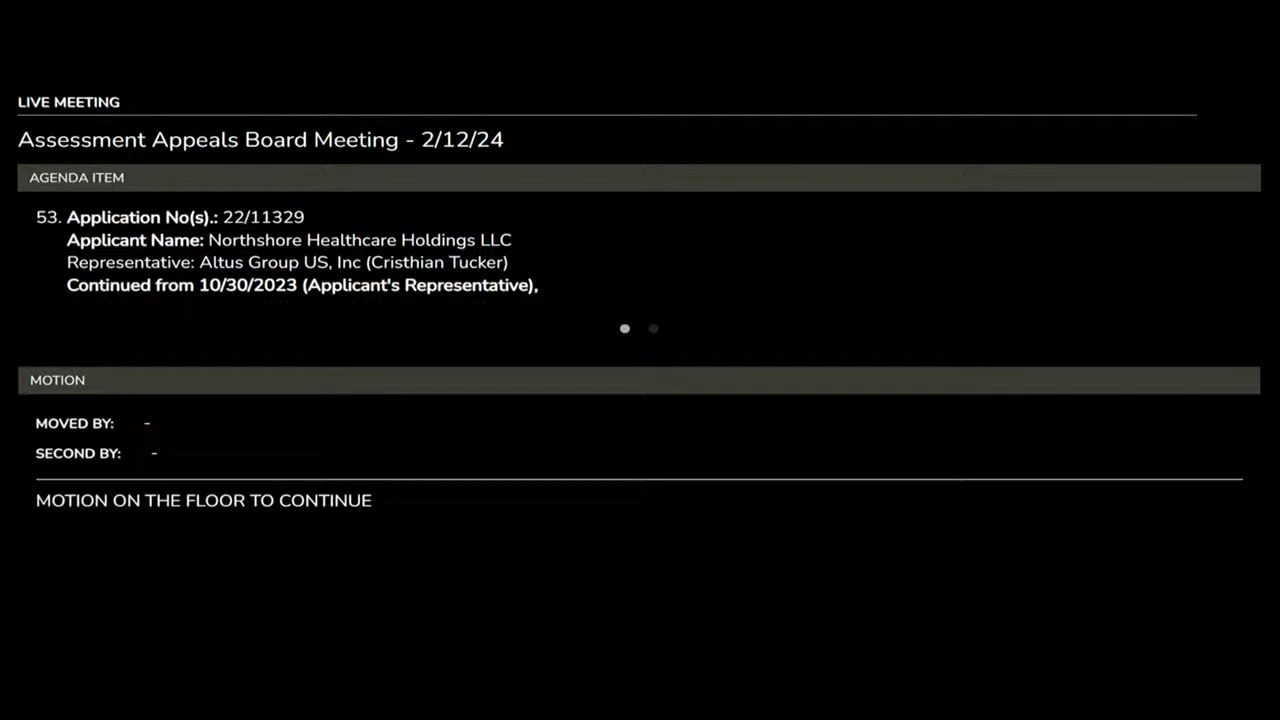 LIVE MEETING
Assessment Appeals Board Meeting - 2/12/24
AGENDA ITEM
53. Application No(s).: 22/11329
Applicant Name: Northshore Healthcare Holdings LLC
Representative: Altus Group US, Inc (Cristhian Tucker)
Continued from 10/30/2023 (Applicant's Representative),
MOTION
MOVED BY: -
SECOND BY: -
MOTION ON THE FLOOR TO CONTINUE